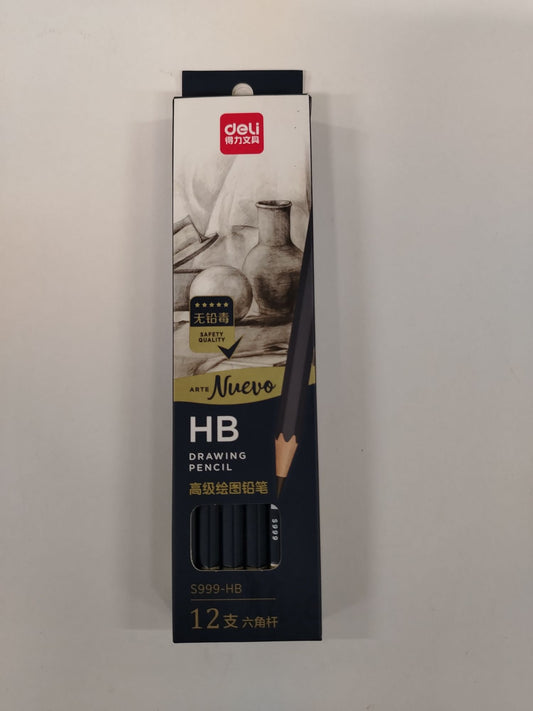 deli
得力文具
无铅毒
SAFETY
QUALITY
ARTE Nuevo
HB
DRAWING
PENCIL
高级绘图铅笔
S999
S999-HB
12支 六角杆